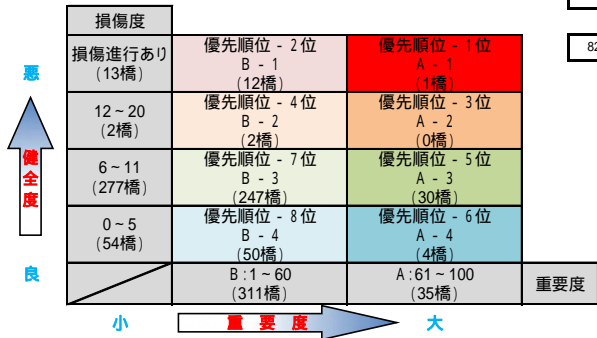 損傷度
82
損傷進行あり
(13橋)
優先順位 - 2位
B - 1
(12橋)
優先順位 - 1位
A - 1
(1橋)
悪
12~20
(2橋)
優先順位 - 4位
B - 2
(2橋)
優先順位 - 3位
A - 2
(0橋)
健全度
6~11
(277橋)
優先順位 - 7位
B - 3
(247橋)
優先順位 - 5位
A - 3
(30橋)
0~5
(54橋)
優先順位 - 8位
B - 4
(50橋)
優先順位 - 6位
A - 4
(4橋)
良
B:1~60
(311橋)
A:61~100
(35橋)
重要度
小
重要度
大